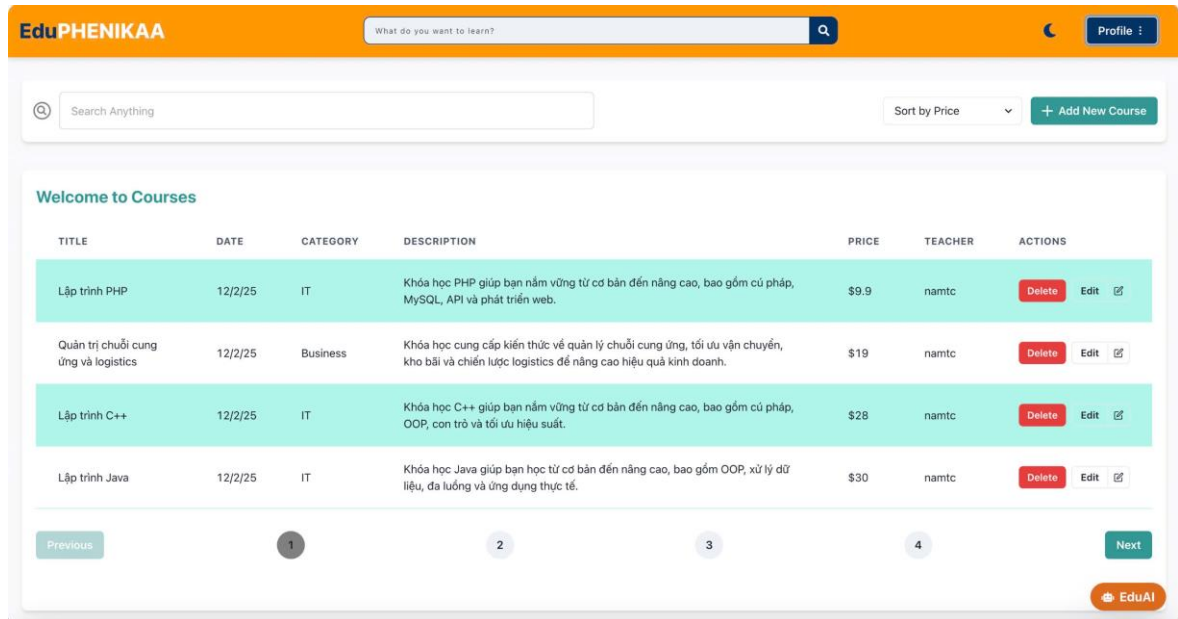 EduPHENIKAA
What do you want to learn?
Profile
Search Anything
Sort by Price
+ Add New Course
Welcome to Courses
TITLE DATE CATEGORY DESCRIPTION PRICE TEACHER ACTIONS
Lập trình PHP 12/2/25 IT Khóa học PHP giúp bạn nắm vững từ cơ bản đến nâng cao, bao gồm cú pháp, $9.9 namtc Delete Edit
MySQL, API và phát triển web.
Quản trị chuỗi cung 12/2/25 Business Khóa học cung cấp kiến thức về quản lý chuỗi cung ứng, tối ưu vận chuyển, $19 namtc Delete Edit
ứng và logistics kho bãi và chiến lược logistics để nâng cao hiệu quả kinh doanh.
Lập trình C++ 12/2/25 IT Khóa học C++ giúp bạn nắm vững từ cơ bản đến nâng cao, bao gồm cú pháp, $28 namtc Delete Edit
OOP, con trỏ và tối ưu hiệu suất.
Lập trình Java 12/2/25 IT Khóa học Java giúp bạn học từ cơ bản đến nâng cao, bao gồm OOP, xử lý dữ $30 namtc Delete Edit
liệu, đa luồng và ứng dụng thực tế.
Previous 1 2 3 4 Next
EduAI